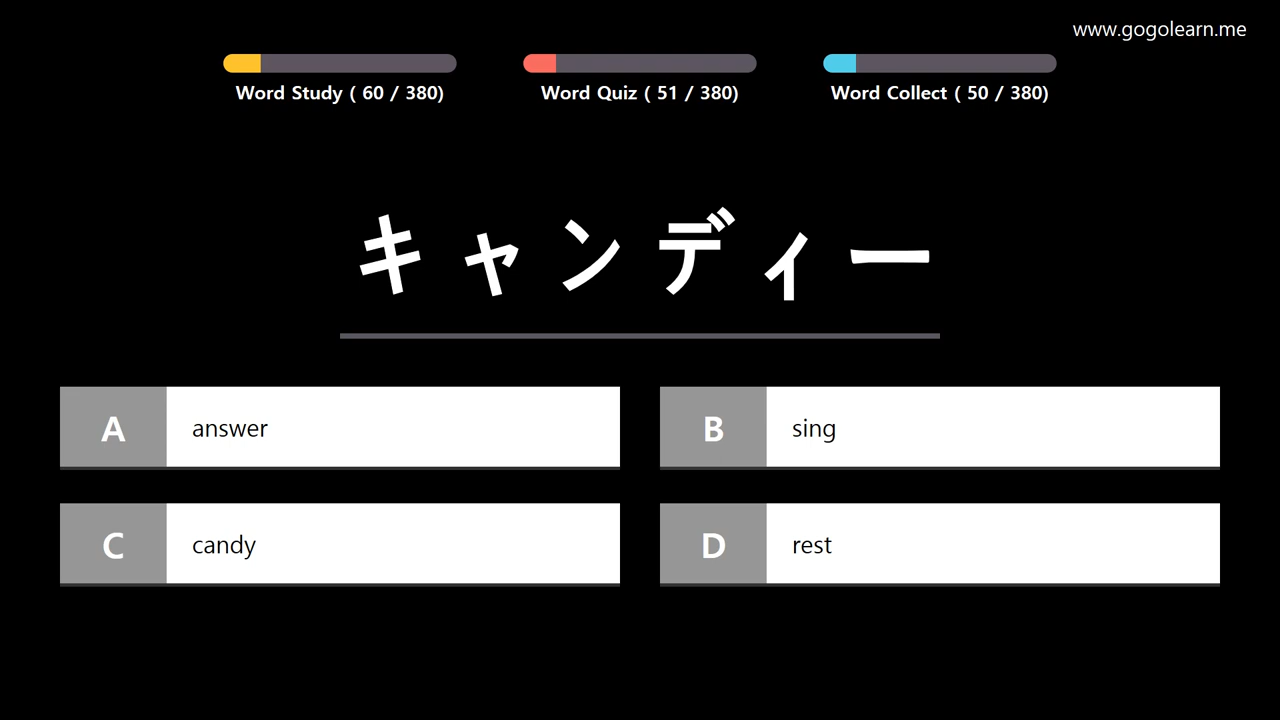 www.gogolearn.me
Word Study ( 60 / 380)
Word Quiz ( 51 / 380)
Word Collect ( 50 / 380)
キャンディー
A answer
B sing
C candy
D rest